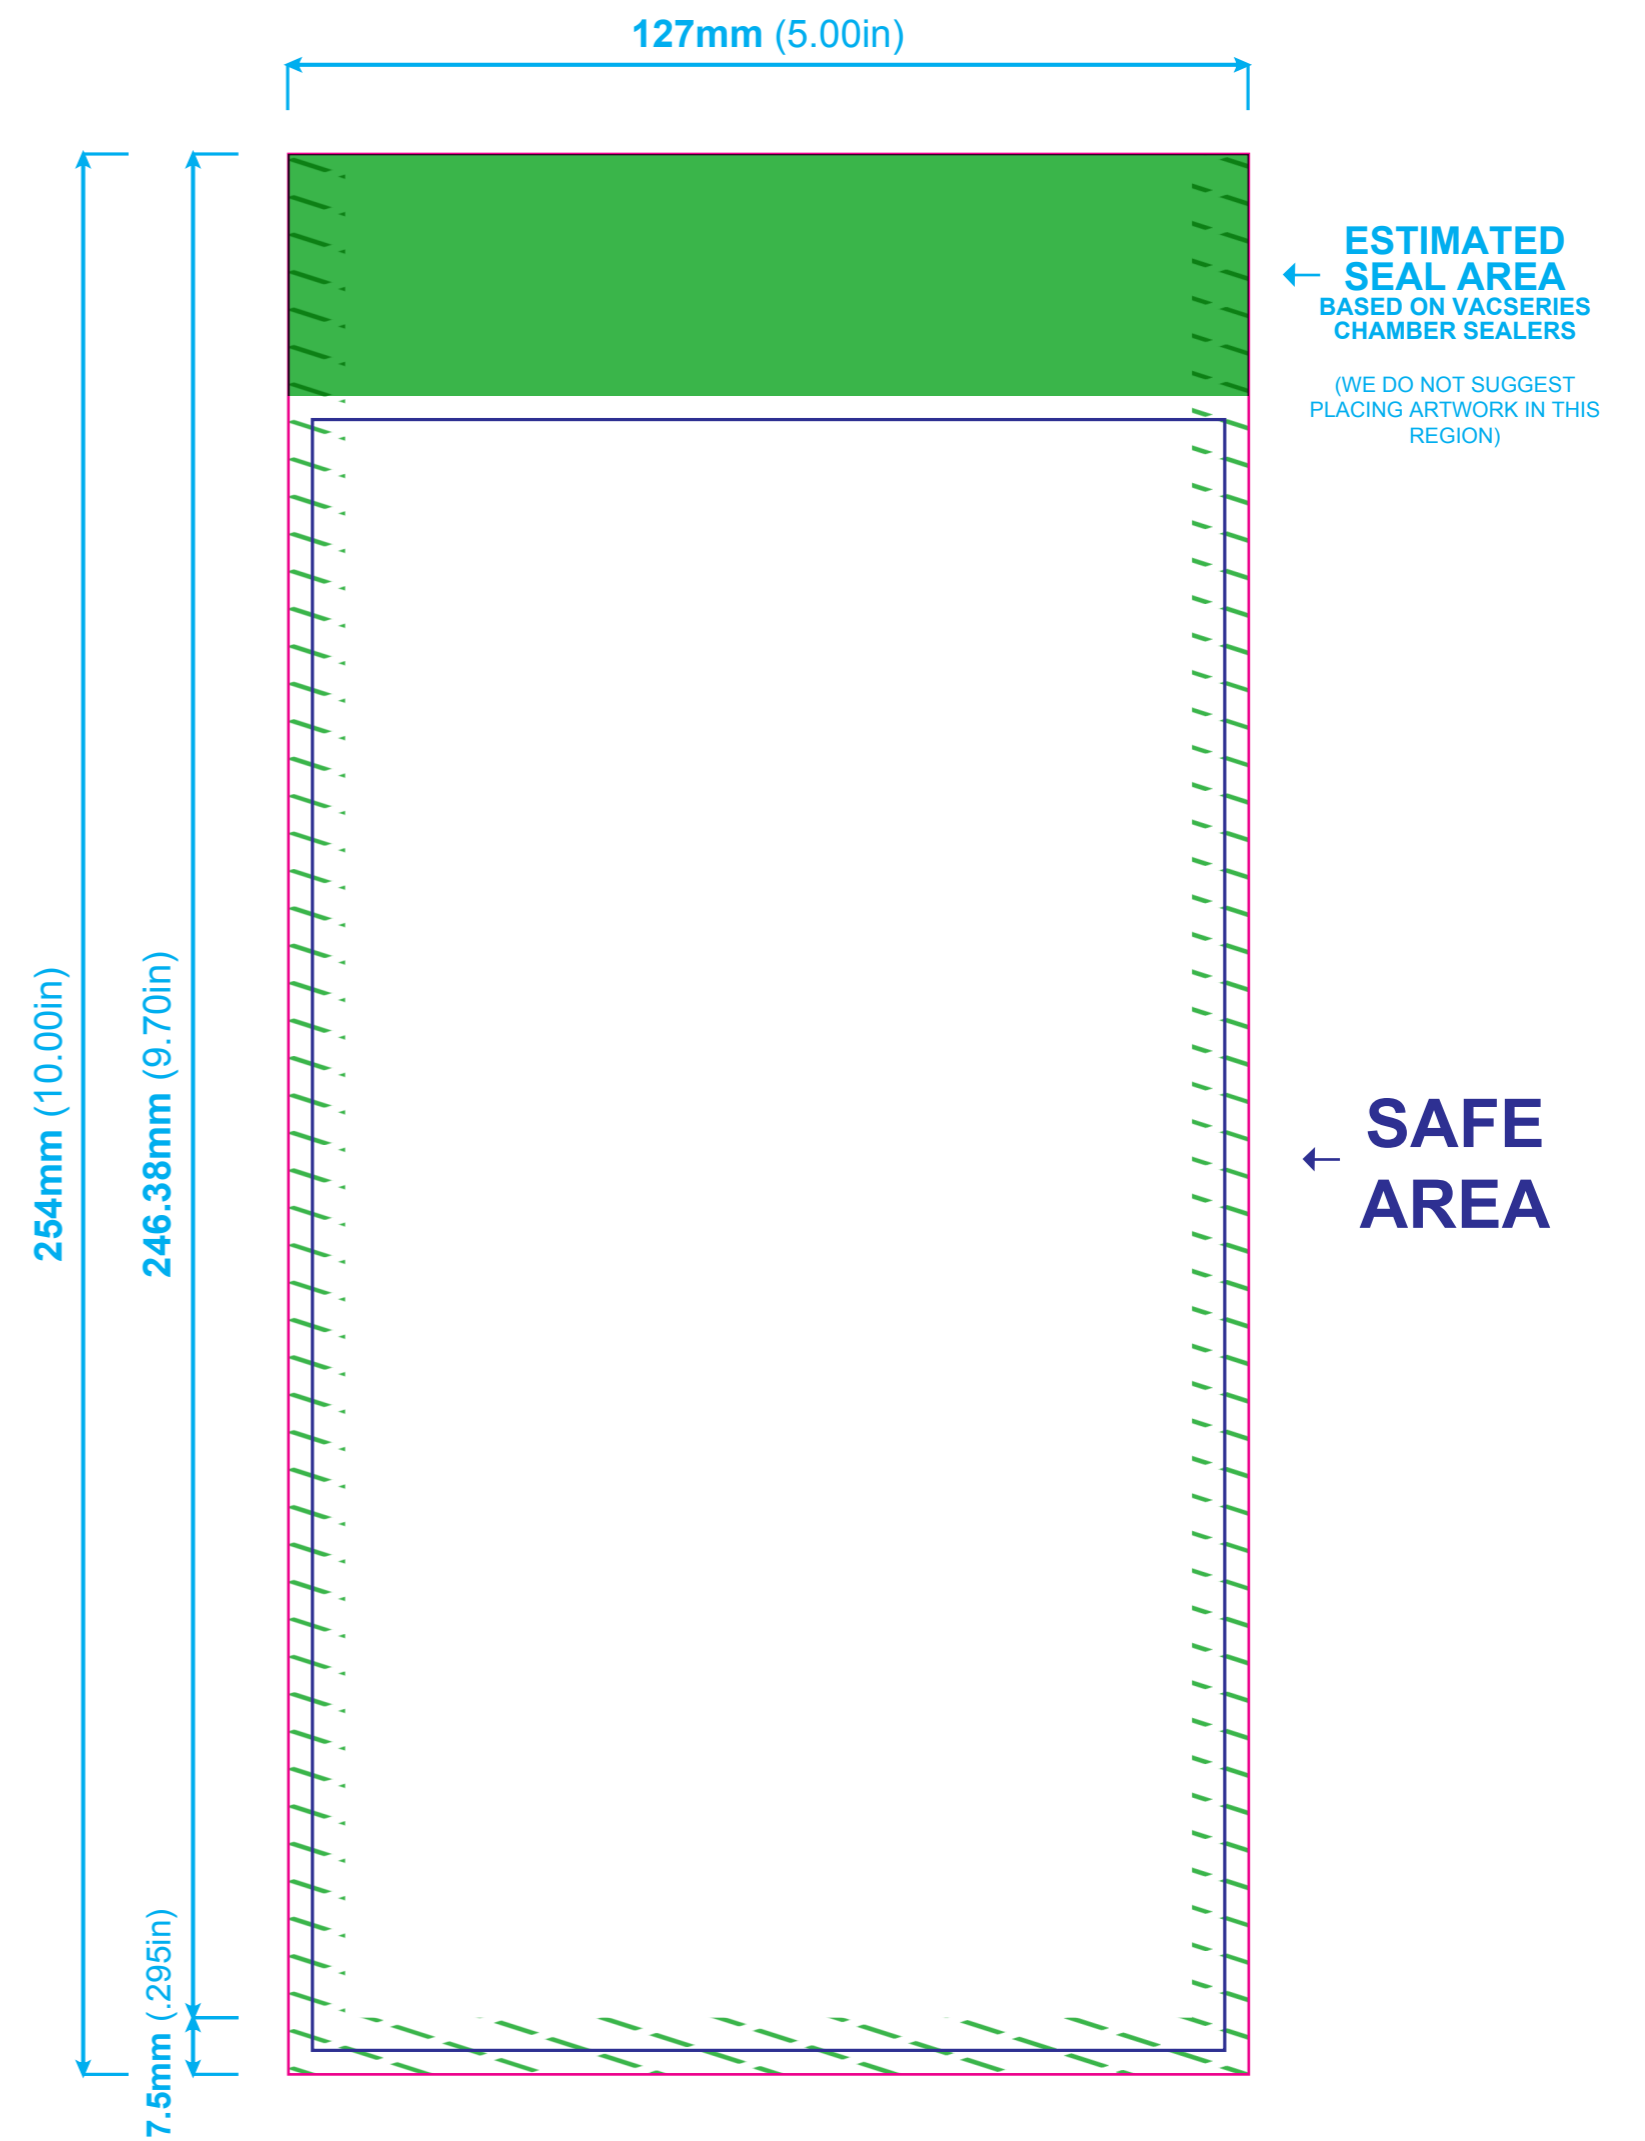 127mm (5.00in)
ESTIMATED
SEAL AREA
BASED ON VACSERIES
CHAMBER SEALERS
(WE DO NOT SUGGEST
PLACING ARTWORK IN THIS
REGION)
254mm (10.00in)
246.38mm (9.70in)
SAFE
AREA
7.5mm (.295in)